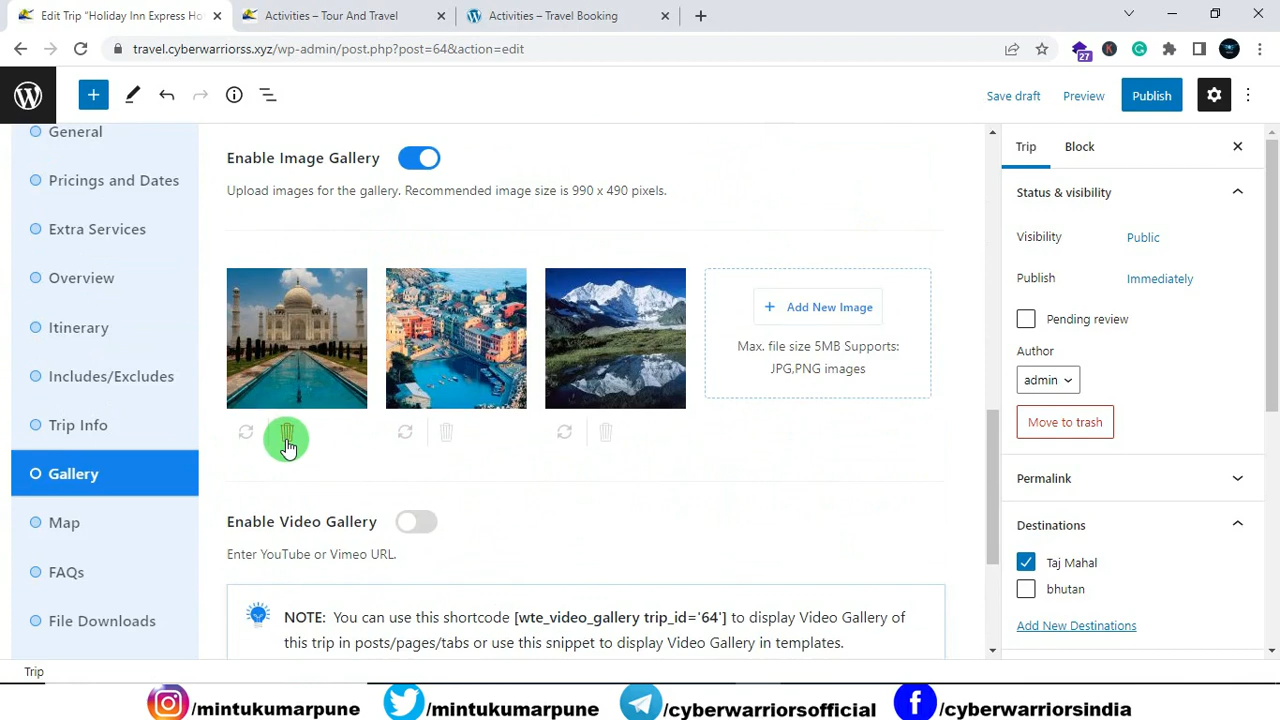 Edit Trip "Holiday Inn Express Ho
Activities – Tour And Travel
Activities – Travel Booking
travel.cyberwarriorss.xyz/wp-admin/post.php?post=64&action=edit
27
K
Save draft
Preview
Publish
General
Pricings and Dates
Extra Services
Overview
Itinerary
Includes/Excludes
Trip Info
Gallery
Map
FAQs
File Downloads
Enable Image Gallery
Upload images for the gallery. Recommended image size is 990 x 490 pixels.
Add New Image
Max. file size 5MB Supports:
JPG,PNG images
Enable Video Gallery
Enter YouTube or Vimeo URL.
NOTE: You can use this shortcode [wte_video_gallery trip_id='64'] to display Video Gallery of
this trip in posts/pages/tabs or use this snippet to display Video Gallery in templates.
Trip
Block
Status & visibility
Visibility
Public
Publish
Immediately
Pending review
Author
admin
Move to trash
Permalink
Destinations
Taj Mahal
bhutan
Add New Destinations
Trip
/mintukumarpune
/mintukumarpune
/cyberwarriorsofficial
/cyberwarriorsindia